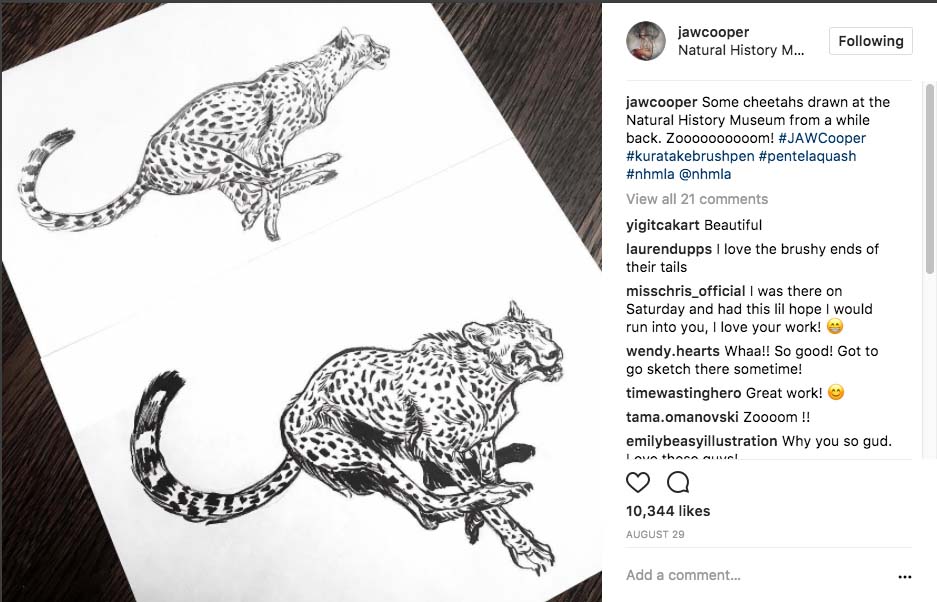 jawcooper
Natural History M...
Following
jawcooper Some cheetahs drawn at the
Natural History Museum from a while
back. Zoooooooooom! #JAWCooper
#kuratakebrushpen #pentelaquash
#nhmla @nhmla
View all 21 comments
yigitcakart Beautiful
laurendupps I love the brushy ends of
their tails
misschris_official I was there on
Saturday and had this lil hope I would
run into you, I love your work! 😁
wendy.hearts Whaa!! So good! Got to
go sketch there sometime!
timewastinghero Great work! 😊
tama.omanovski Zoooom !!
emilybeasyillustration Why you so gud.
I love these guys!
10,344 likes
AUGUST 29
Add a comment...